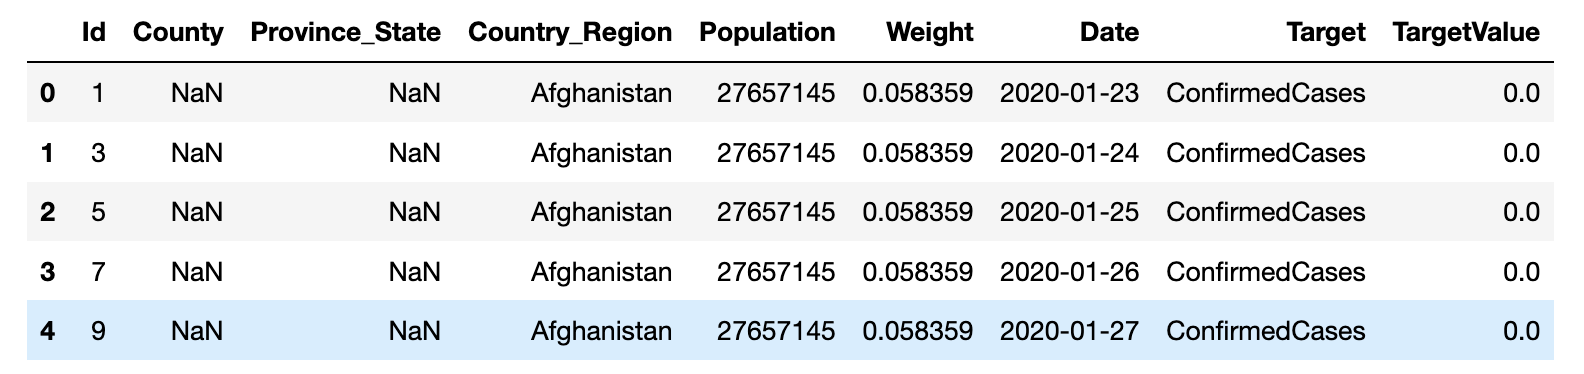 Id County Province_State Country_Region Population Weight Date Target TargetValue
0 1 NaN NaN Afghanistan 27657145 0.058359 2020-01-23 ConfirmedCases 0.0
1 3 NaN NaN Afghanistan 27657145 0.058359 2020-01-24 ConfirmedCases 0.0
2 5 NaN NaN Afghanistan 27657145 0.058359 2020-01-25 ConfirmedCases 0.0
3 7 NaN NaN Afghanistan 27657145 0.058359 2020-01-26 ConfirmedCases 0.0
4 9 NaN NaN Afghanistan 27657145 0.058359 2020-01-27 ConfirmedCases 0.0